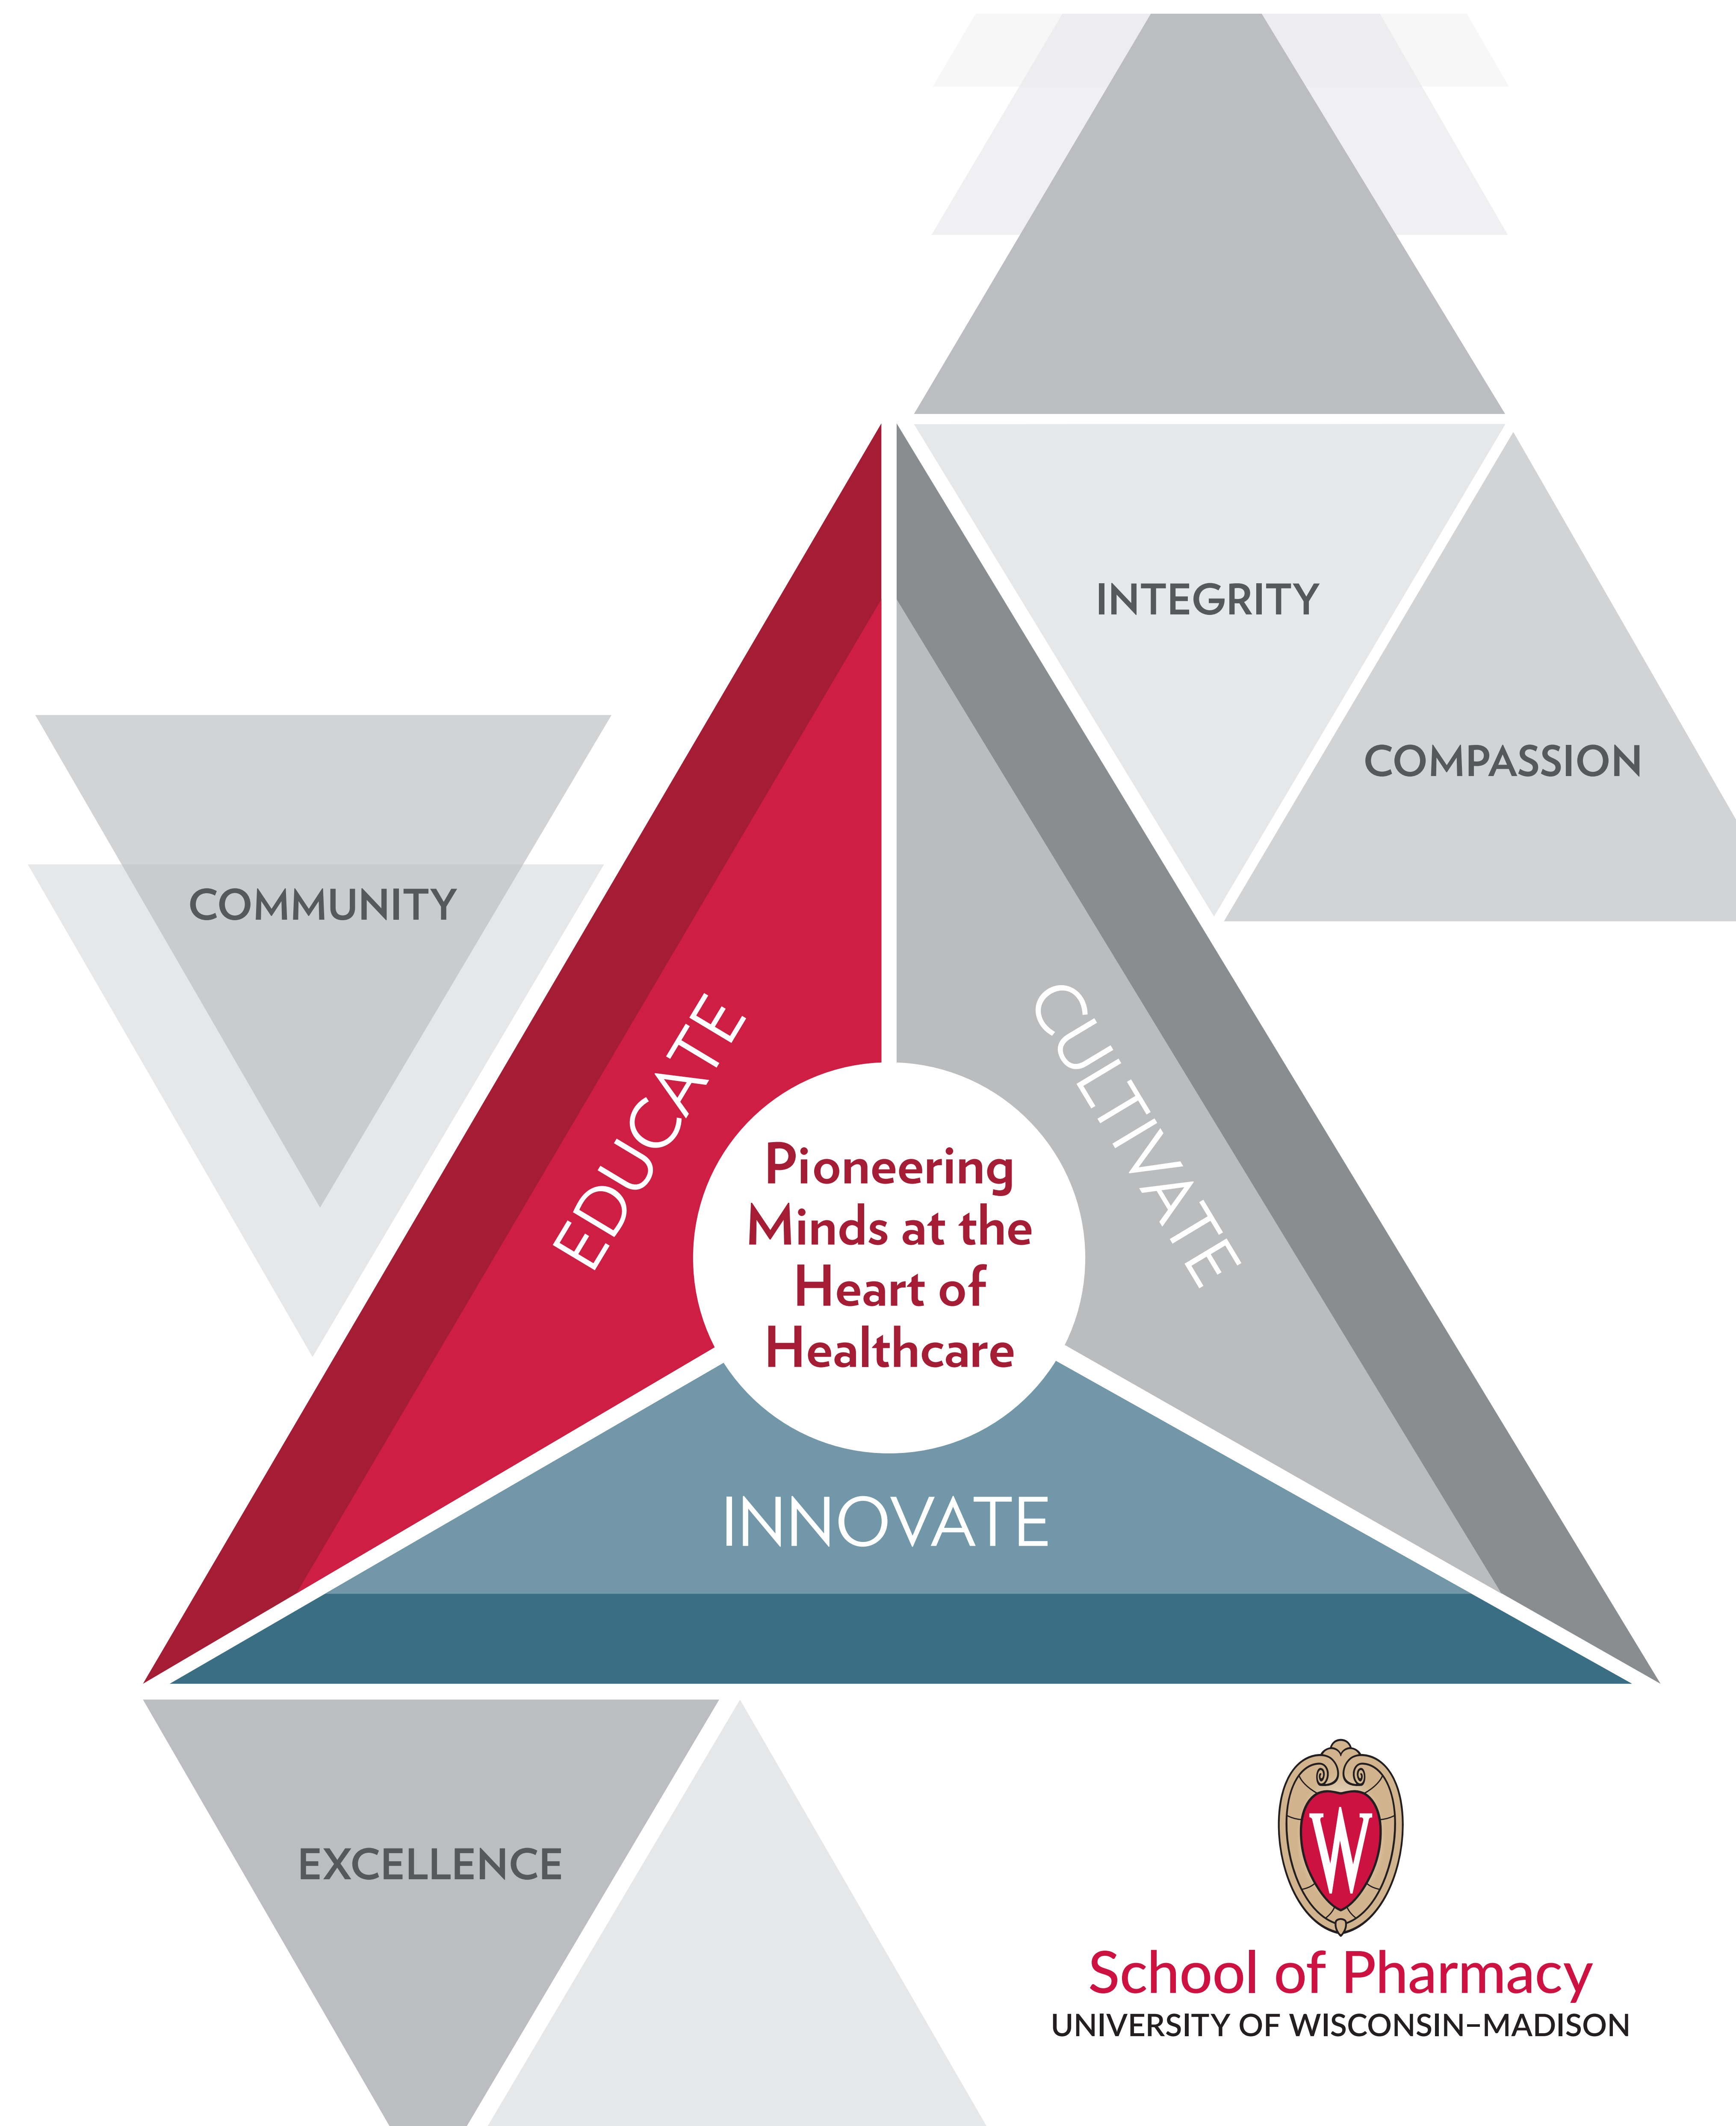 INTEGRITY
COMPASSION
COMMUNITY
EDUCATE
CULTIVATE
Pioneering
Minds at the
Heart of
Healthcare
INNOVATE
EXCELLENCE
W
School of Pharmacy
UNIVERSITY OF WISCONSIN–MADISON